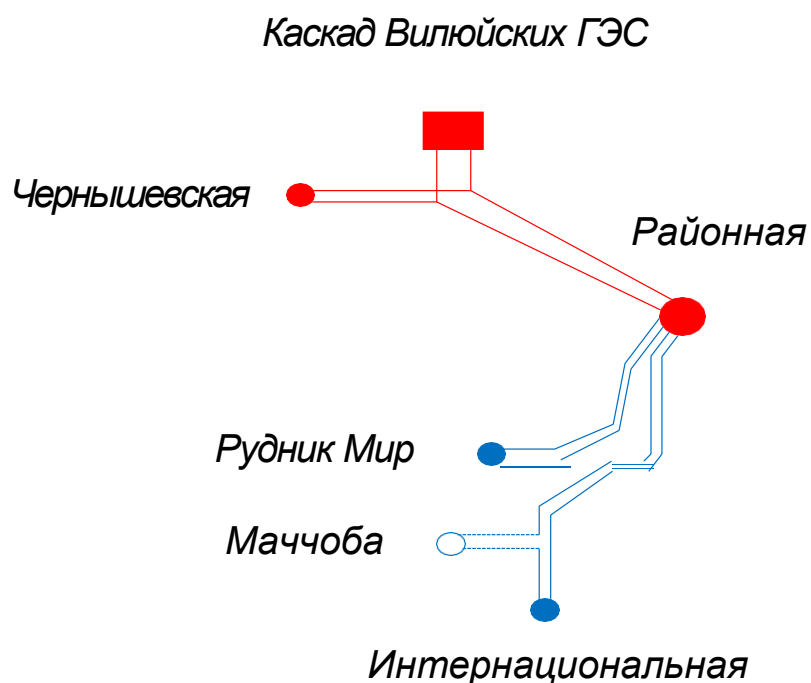 Каскад Вилюйских ГЭС
Чернышевская
Районная
Рудник Мир
Маччоба
Интернациональная